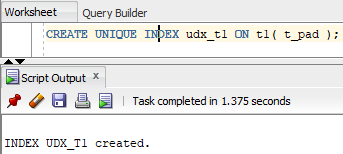 Worksheet Query Builder
CREATE UNIQUE INDEX udx_t1 ON t1( t_pad );
Script Output x
Task completed in 1.375 seconds
INDEX UDX_T1 created.